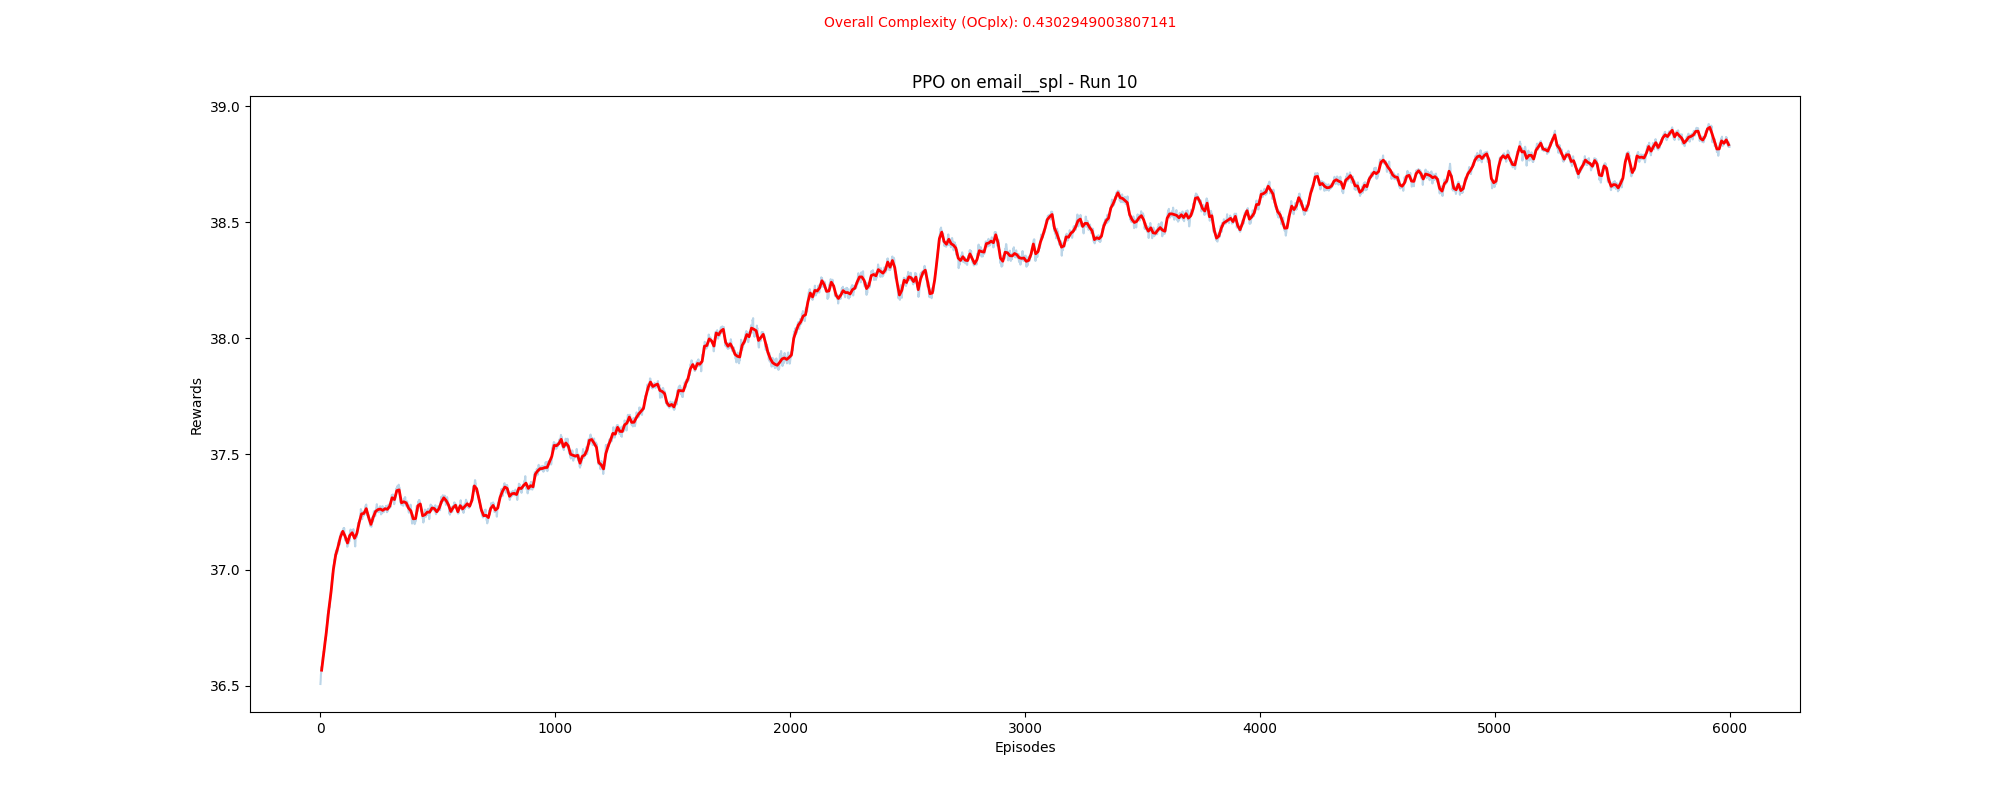 Overall Complexity (OCplx): 0.4302949003807141
PPO on email__spl - Run 10
39.0
38.5
38.0
37.5
37.0
36.5
Rewards
0 1000 2000 3000 4000 5000 6000
Episodes